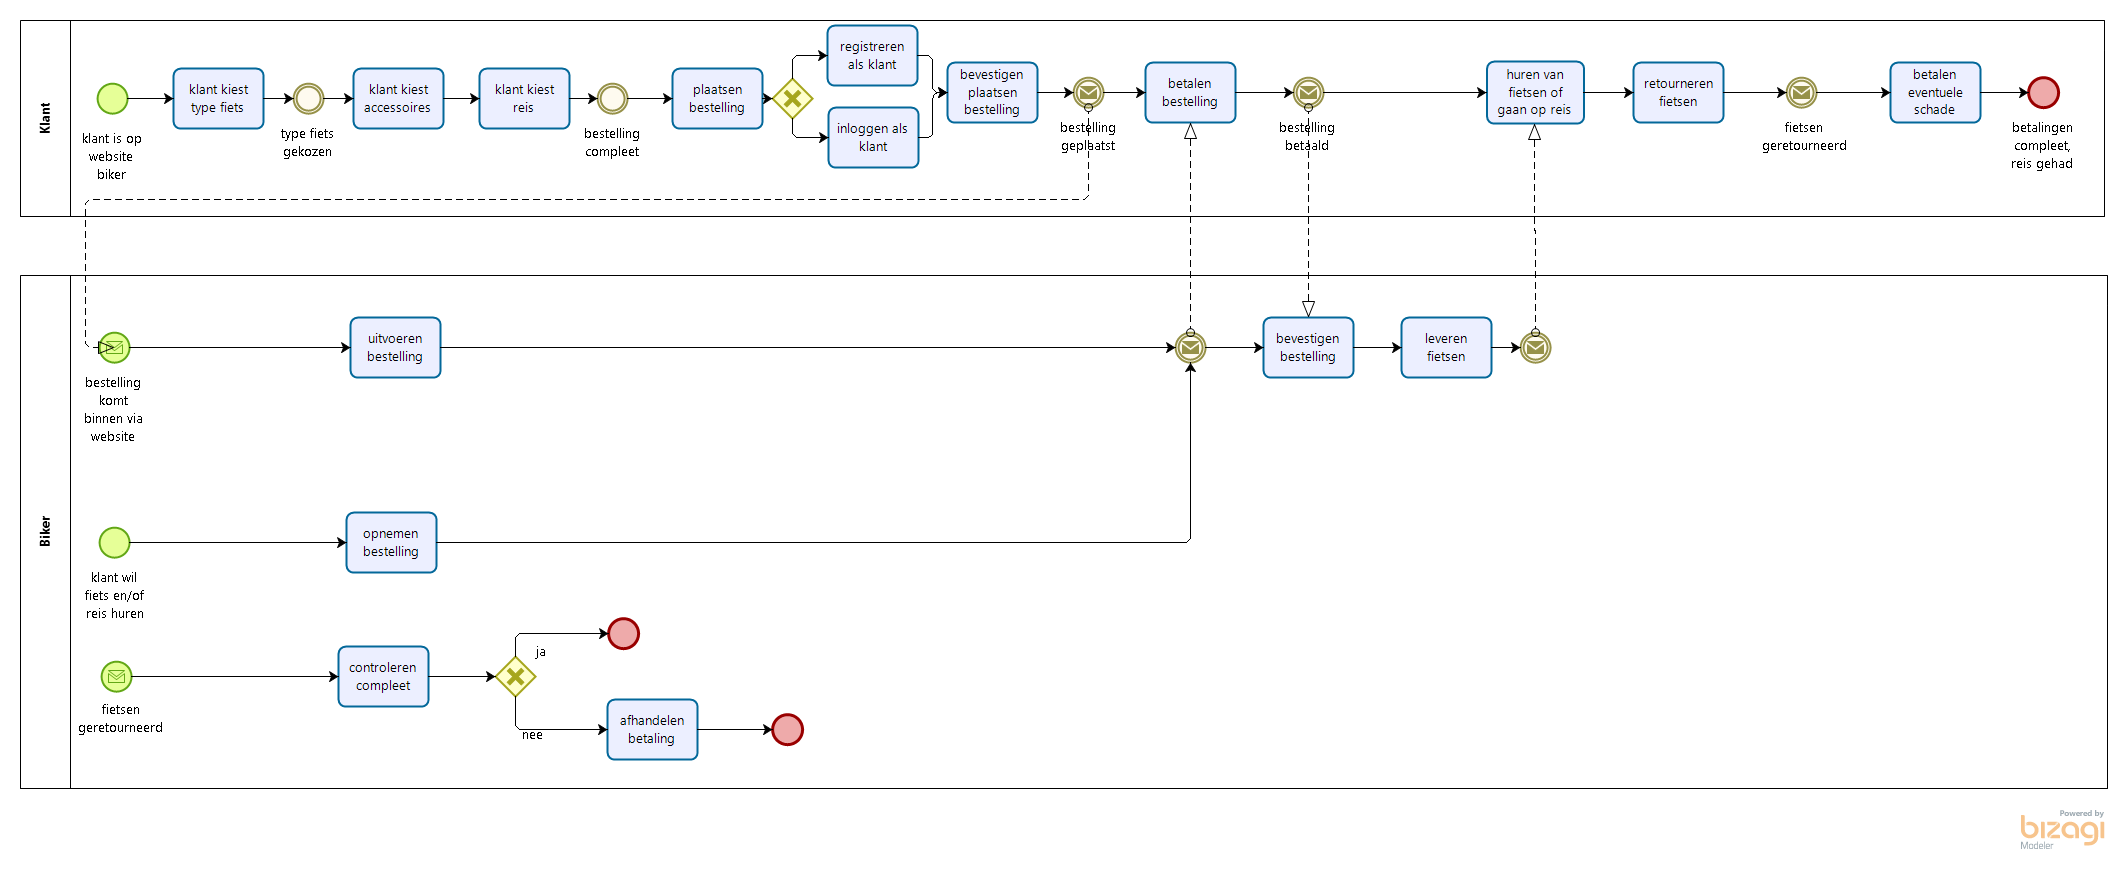 Klant
klant is op
website
biker
klant kiest
type fiets
type fiets
gekozen
klant kiest
accessoires
klant kiest
reis
bestelling
compleet
plaatsen
bestelling
registreren
als klant
inloggen als
klant
bevestigen
plaatsen
bestelling
bestelling
geplaatst
betalen
bestelling
bestelling
betaald
huren van
fietsen of
gaan op reis
retourneren
fietsen
fietsen
geretourneerd
betalen
eventuele
schade
betalingen
compleet,
reis gehad
Biker
bestelling
komt
binnen via
website
uitvoeren
bestelling
bevestigen
bestelling
leveren
fietsen
klant wil
fiets en/of
reis huren
opnemen
bestelling
fietsen
geretourneerd
controleren
compleet
ja
nee
afhandelen
betaling
Powered by
bizagi
Modeler